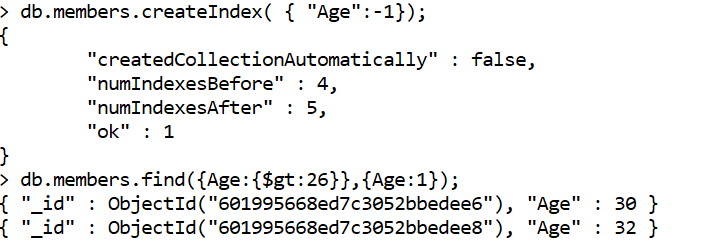 > db.members.createIndex( { "Age":-1});
{
        "createdCollectionAutomatically" : false,
        "numIndexesBefore" : 4,
        "numIndexesAfter" : 5,
        "ok" : 1
}
> db.members.find({Age:{$gt:26}},{Age:1});
{ "_id" : ObjectId("601995668ed7c3052bbedee6"), "Age" : 30 }
{ "_id" : ObjectId("601995668ed7c3052bbedee8"), "Age" : 32 }